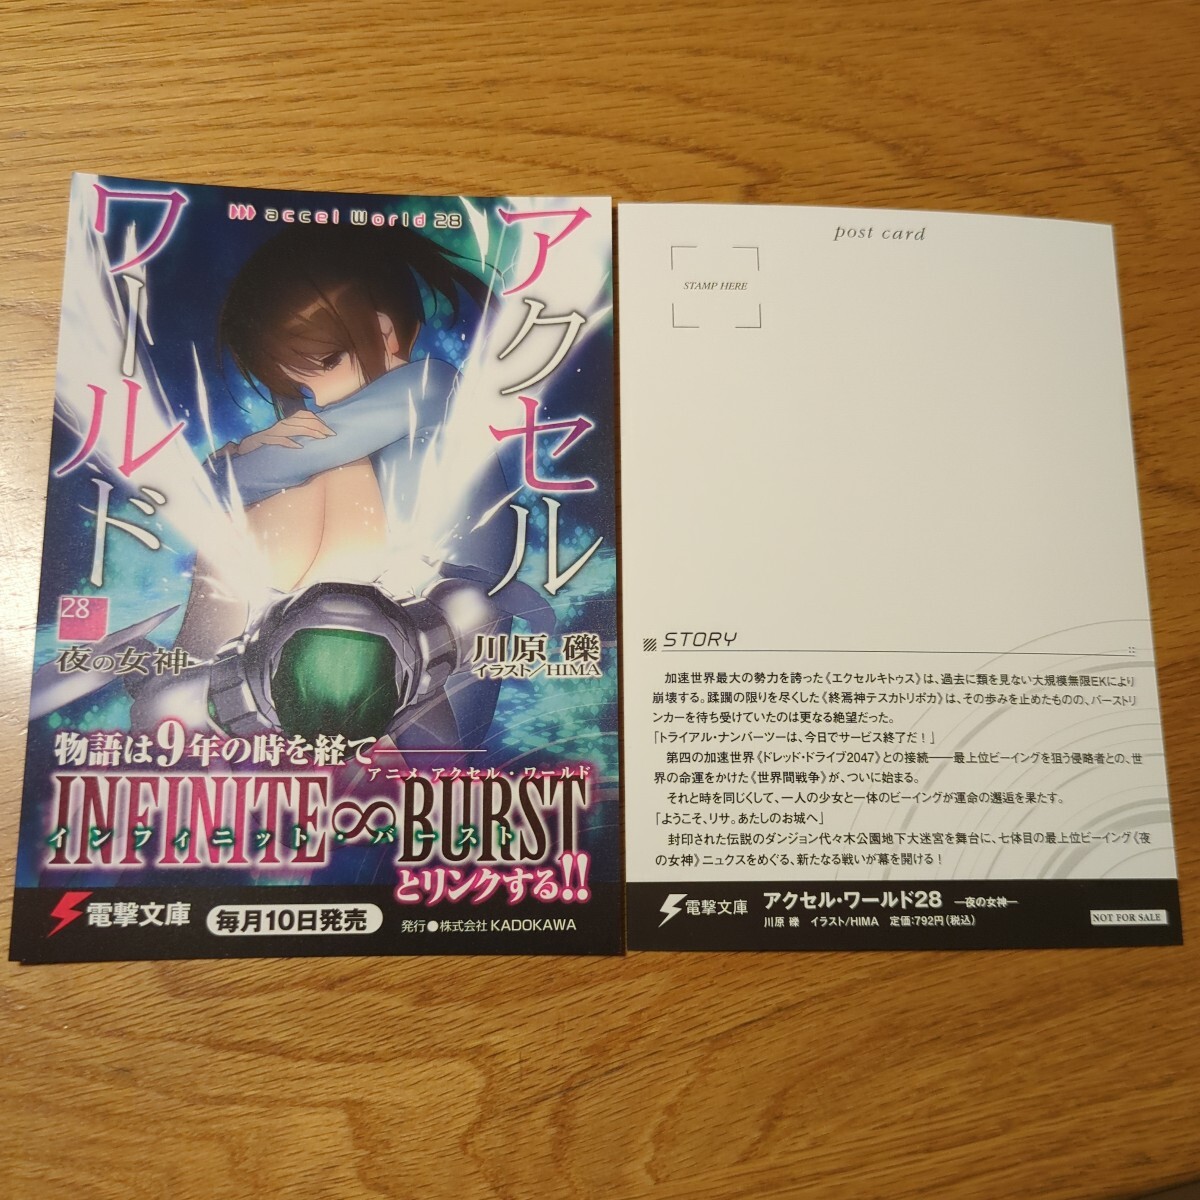 accel World 28
アクセル
ワールド
28
夜の女神
川原 礫
イラスト/HIMA
物語は9年の時を経て
アニメ アクセル・ワールド
INFINITE∞BURST
インフィニット・バースト
とリンクする!!
電撃文庫
毎月10日発売
発行●株式会社 KADOKAWA
post card
STAMP HERE
STORY
加速世界最大の勢力を誇った《エクセルキトゥス》は、過去に類を見ない大規模無限EKにより
崩壊する。蹂躙の限りを尽くした《終焉神テスカトリポカ》は、その歩みを止めたものの、バーストリ
ンカーを待ち受けていたのは更なる絶望だった。
「トライアル・ナンバーツーは、今日でサービス終了だ！」
第四の加速世界《ドレッド・ドライブ2047》との接続――最上位ビーイングを狙う侵略者との、世
界の命運をかけた《世界間戦争》が、ついに始まる。
それと時を同じくして、一人の少女と一体のビーイングが運命の邂逅を果たす。
「ようこそ、リサ。あたしのお城へ」
封印された伝説のダンジョン代々木公園地下大迷宮を舞台に、七体目の最上位ビーイング《夜
の女神》ニュクスをめぐる、新たなる戦いが幕を開ける！
電撃文庫
アクセル・ワールド28 ―夜の女神―
川原 礫 イラスト/HIMA 定価:792円(税込)
NOT FOR SALE